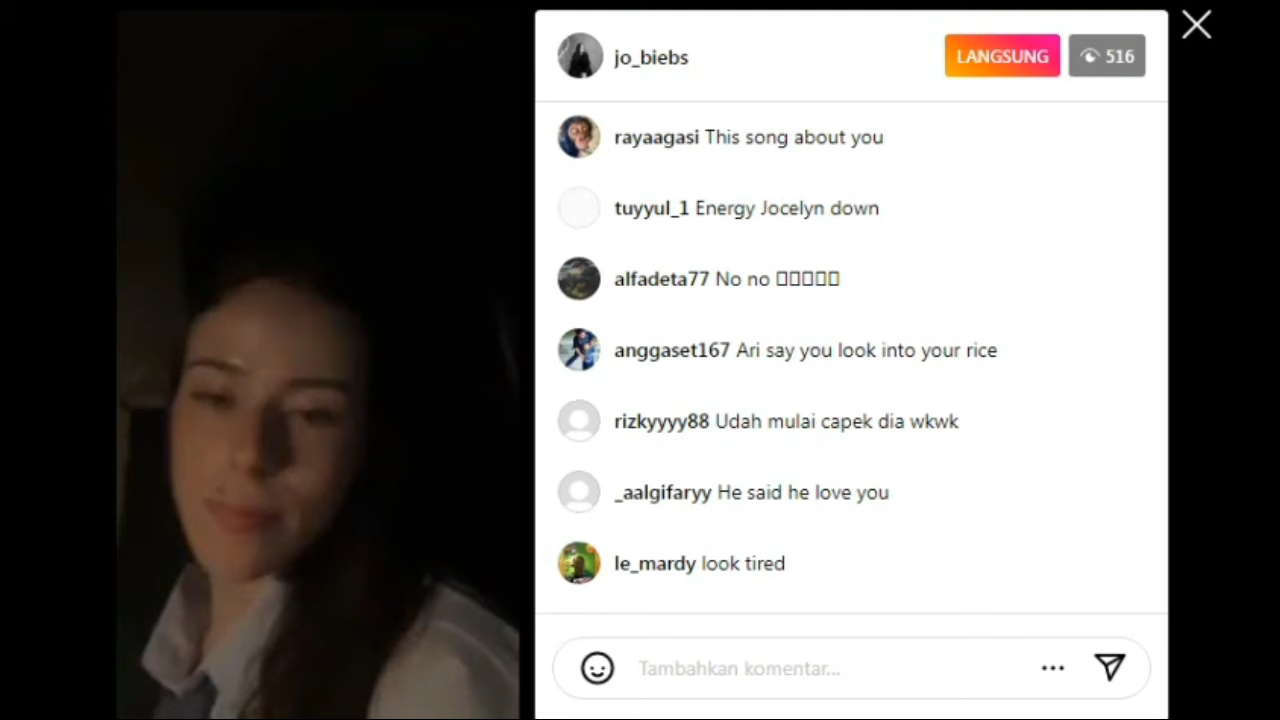 jo_biebs
LANGSUNG
516
rayaagasi This song about you
tuyyul_1 Energy Jocelyn down
alfadeta77 No no
anggaset167 Ari say you look into your rice
rizkyyyy88 Udah mulai capek dia wkwk
_aalgifaryy He said he love you
le_mardy look tired
Tambahkan komentar...